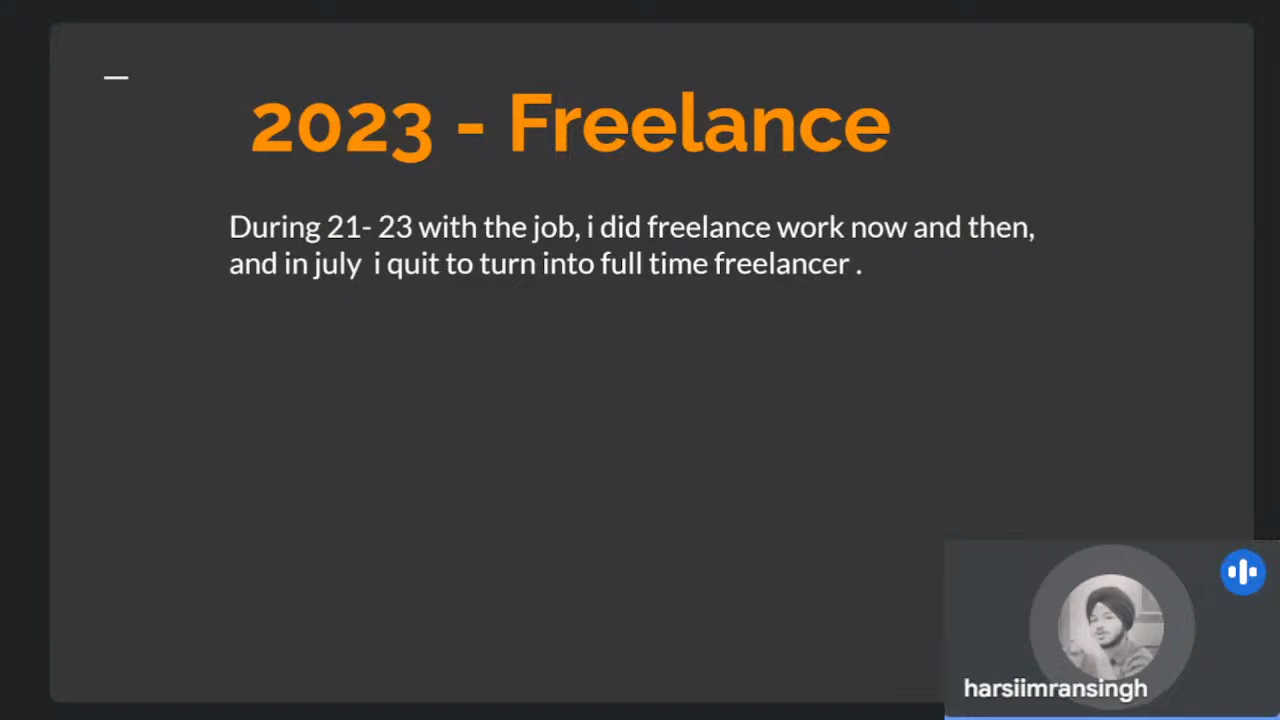 2023 - Freelance
During 21- 23 with the job, i did freelance work now and then,
and in july  i quit to turn into full time freelancer .
harsiimransingh